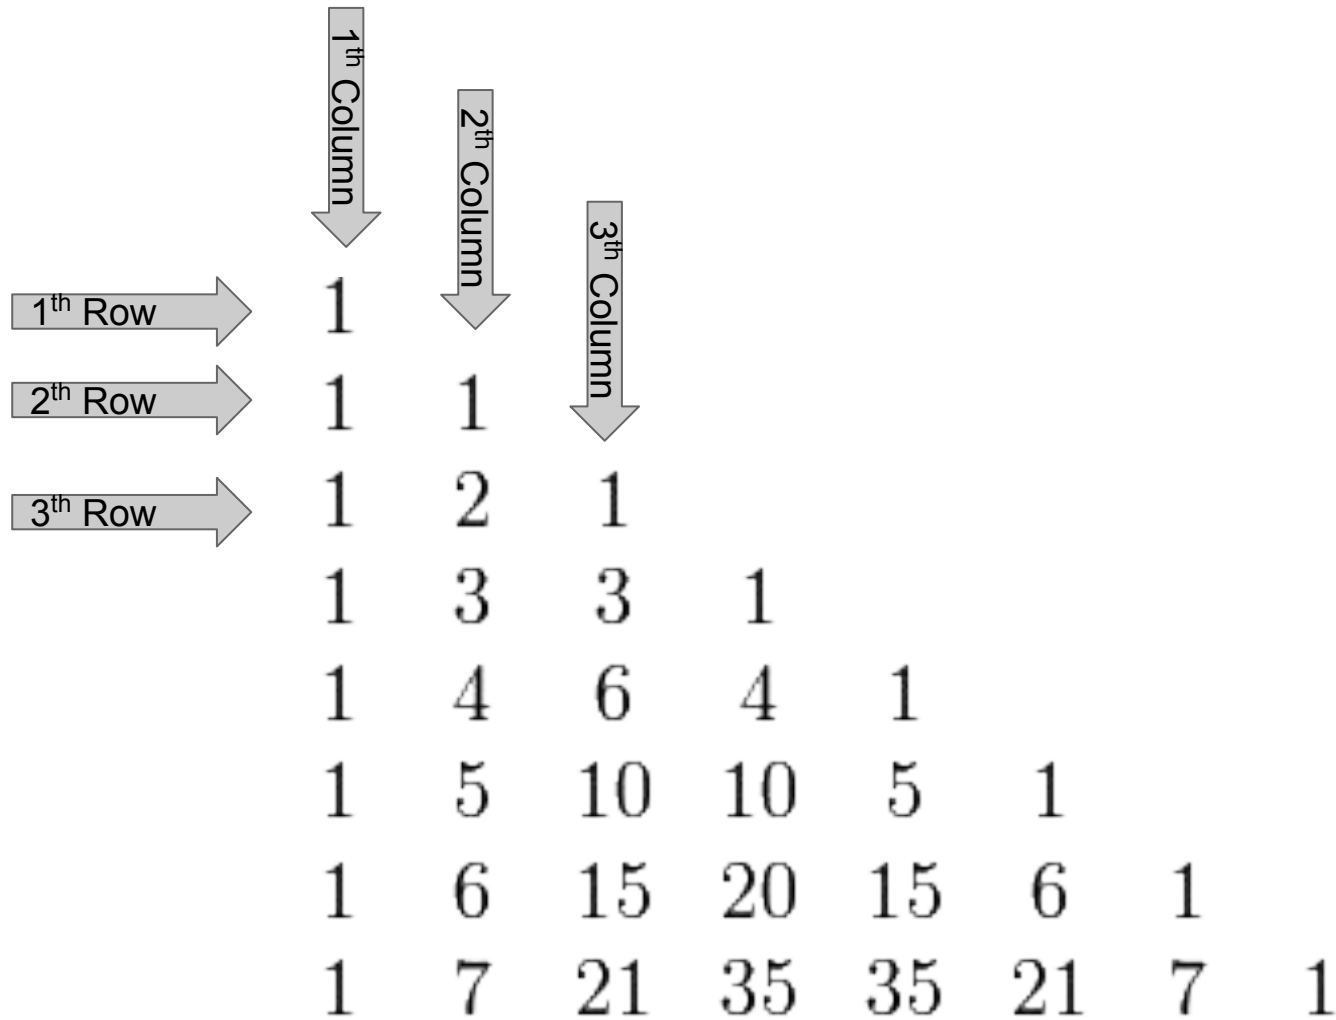 1th Column
2th Column
3th Column
1th Row 1
2th Row 1 1
3th Row 1 2 1
1 3 3 1
1 4 6 4 1
1 5 10 10 5 1
1 6 15 20 15 6 1
1 7 21 35 35 21 7 1